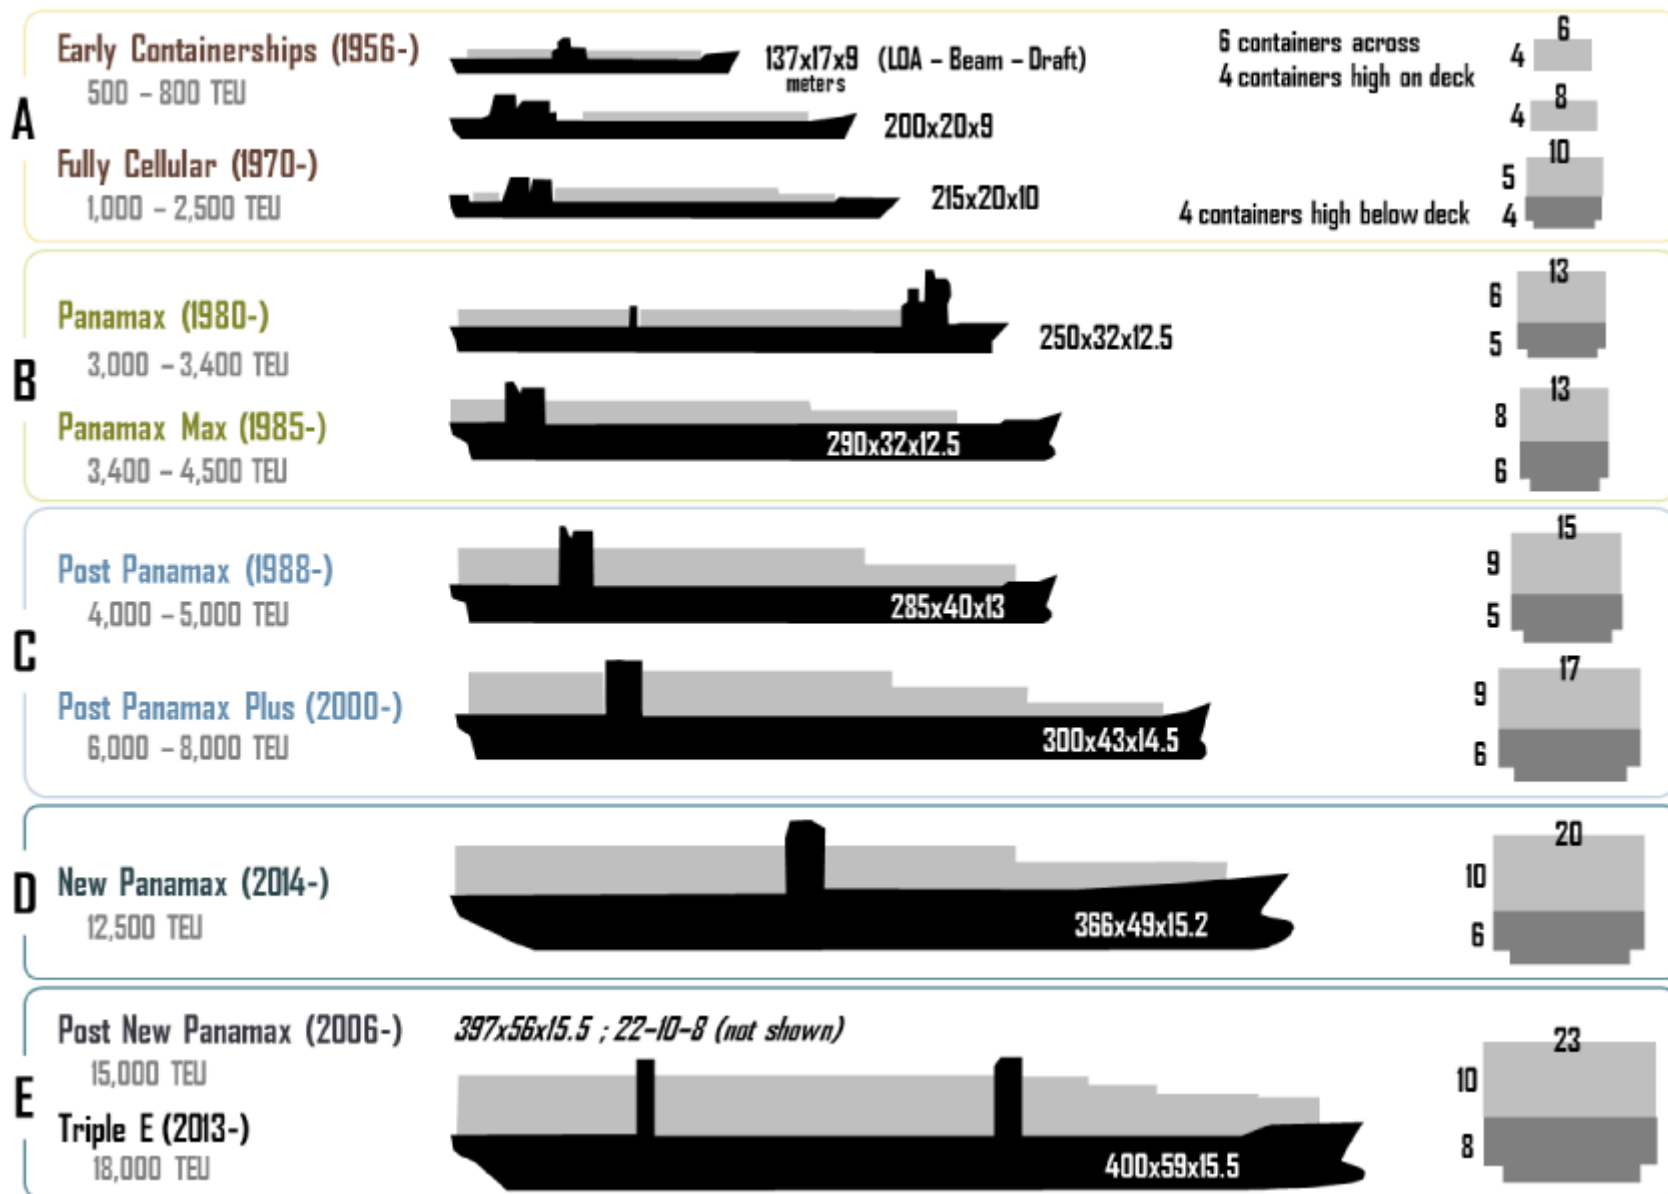 A
Early Containerships (1956-)
500 – 800 TEU
137x17x9 (LOA – Beam – Draft)
meters
6 containers across
4 containers high on deck
6
4
200x20x9
8
4
Fully Cellular (1970-)
1,000 – 2,500 TEU
215x20x10
4 containers high below deck
10
5
4
B
Panamax (1980-)
3,000 – 3,400 TEU
250x32x12.5
13
6
5
Panamax Max (1985-)
3,400 – 4,500 TEU
290x32x12.5
13
8
6
C
Post Panamax (1988-)
4,000 – 5,000 TEU
285x40x13
15
9
5
Post Panamax Plus (2000-)
6,000 – 8,000 TEU
300x43x14.5
17
9
6
D
New Panamax (2014-)
12,500 TEU
366x49x15.2
20
10
6
E
Post New Panamax (2006-)
15,000 TEU
397x56x15.5 ; 22–10–8 (not shown)
Triple E (2013-)
18,000 TEU
400x59x15.5
23
10
8